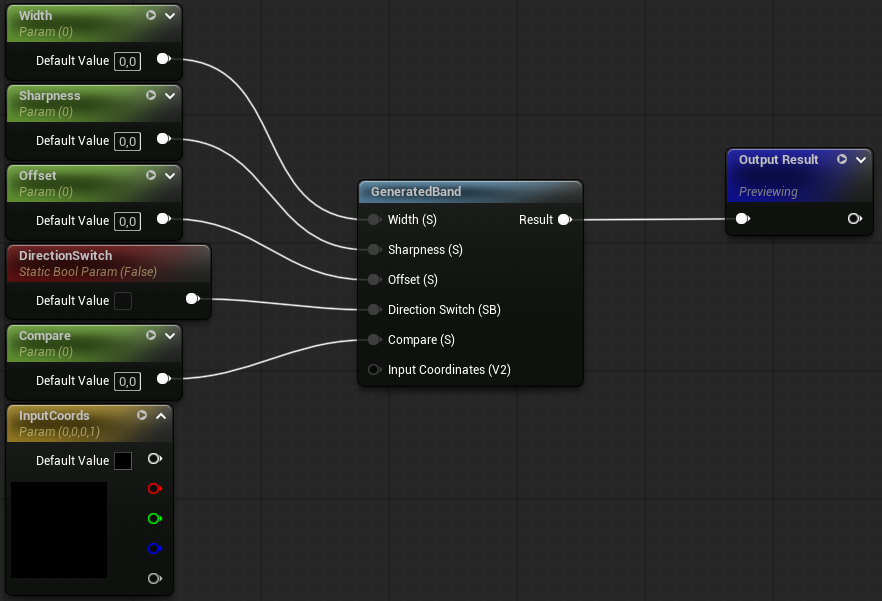 Width
Param (0)
Default Value 0,0
Sharpness
Param (0)
Default Value 0,0
Offset
Param (0)
Default Value 0,0
DirectionSwitch
Static Bool Param (False)
Default Value
Compare
Param (0)
Default Value 0,0
InputCoords
Param (0,0,0,1)
Default Value
GeneratedBand
Width (S) Result
Sharpness (S)
Offset (S)
Direction Switch (SB)
Compare (S)
Input Coordinates (V2)
Output Result
Previewing